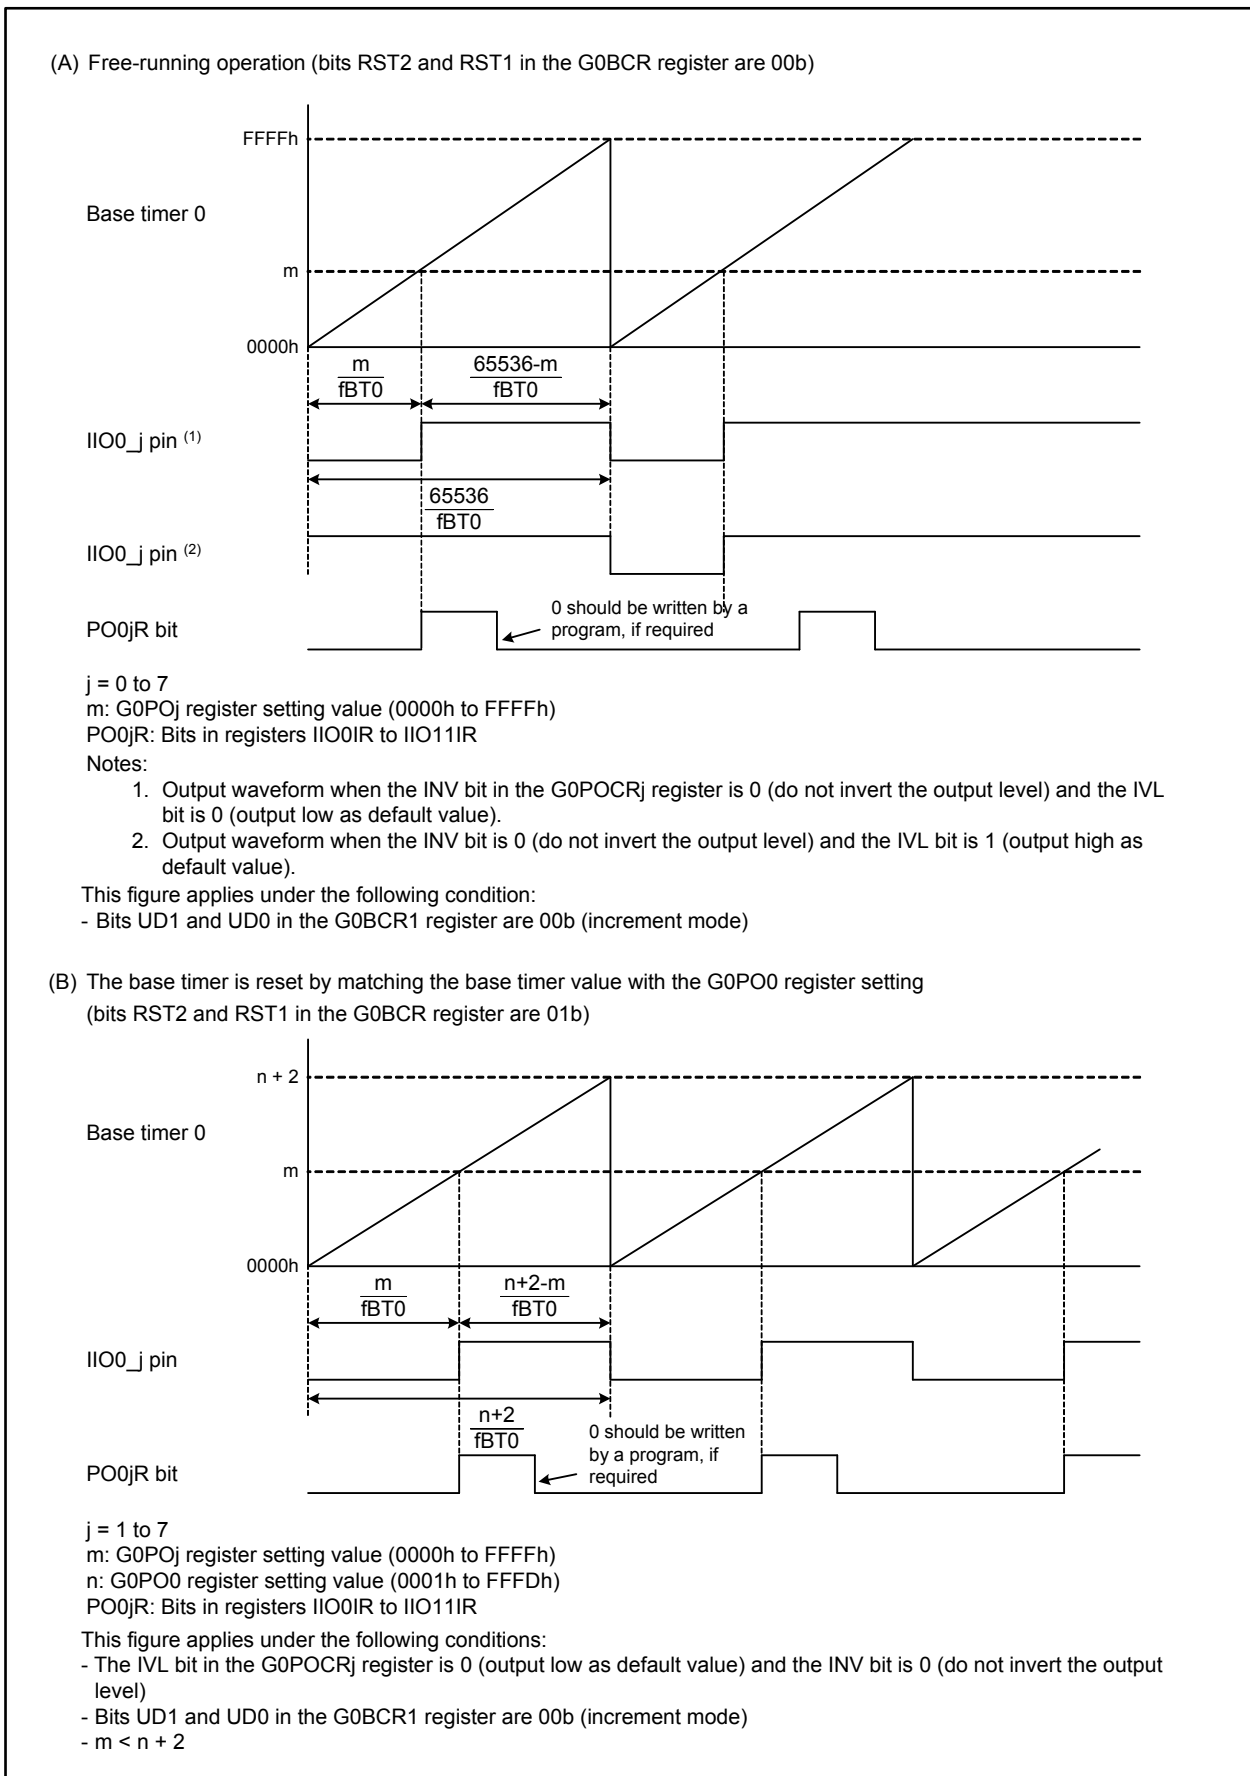 (A) Free-running operation (bits RST2 and RST1 in the G0BCR register are 00b)
FFFFh
Base timer 0
m
0000h
m
fBT0
65536-m
fBT0
IIO0_j pin (1)
65536
fBT0
IIO0_j pin (2)
0 should be written by a
program, if required
PO0jR bit
j = 0 to 7
m: G0POj register setting value (0000h to FFFFh)
PO0jR: Bits in registers IIO0IR to IIO11IR
Notes:
1. Output waveform when the INV bit in the G0POCRj register is 0 (do not invert the output level) and the IVL
bit is 0 (output low as default value).
2. Output waveform when the INV bit is 0 (do not invert the output level) and the IVL bit is 1 (output high as
default value).
This figure applies under the following condition:
- Bits UD1 and UD0 in the G0BCR1 register are 00b (increment mode)
(B) The base timer is reset by matching the base timer value with the G0PO0 register setting
(bits RST2 and RST1 in the G0BCR register are 01b)
n + 2
Base timer 0
m
0000h
m
fBT0
n+2-m
fBT0
IIO0_j pin
n+2
fBT0
0 should be written
by a program, if
required
PO0jR bit
j = 1 to 7
m: G0POj register setting value (0000h to FFFFh)
n: G0PO0 register setting value (0001h to FFFDh)
PO0jR: Bits in registers IIO0IR to IIO11IR
This figure applies under the following conditions:
- The IVL bit in the G0POCRj register is 0 (output low as default value) and the INV bit is 0 (do not invert the output
level)
- Bits UD1 and UD0 in the G0BCR1 register are 00b (increment mode)
- m < n + 2